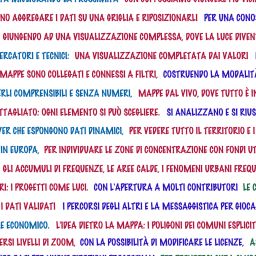 NO AGGREGARE I DATI SU UNA GRIGLIA E RIPOSIZIONARLI PER UNA CONO
GIUNGENDO AD UNA VISUALIZZAZIONE COMPLESSA, DOVE LA LUCE DIVEN
ERCATORI E TECNICI: UNA VISUALIZZAZIONE COMPLETATA DAI VALORI
MAPPE SONO COLLEGATI E CONNESSI A FILTRI, COSTRUENDO LA MODALITÀ
ERLI COMPRENSIBILI E SENZA NUMERI, MAPPE DAL VIVO, DOVE TUTTO È IN
TTAGLIATO: OGNI ELEMENTO SI PUÒ SCEGLIERE. SI ANALIZZANO E SI RIUS
VER CHE ESPONGONO DATI DINAMICI, PER VEDERE TUTTO IL TERRITORIO E I
IN EUROPA, PER INDIVIDUARE LE ZONE DI CONCENTRAZIONE CON FONDI UT
GLI ACCUMULI DI FREQUENZE, LE AREE CALDE, I FENOMENI URBANI FREQU
RI: I PROGETTI COME LUCI. CON L'APERTURA A MOLTI CONTRIBUTORI LE C
I DATI VALIDATI I PERCORSI DEGLI ALTRI E LA MESSAGGISTICA PER GIOCA
E ECONOMICO. L'IDEA DIETRO LA MAPPA: I POLIGONI DEI COMUNI ESPLICIT
ERSI LIVELLI DI ZOOM, CON LA POSSIBILITÀ DI MODIFICARE LE LICENZE, A